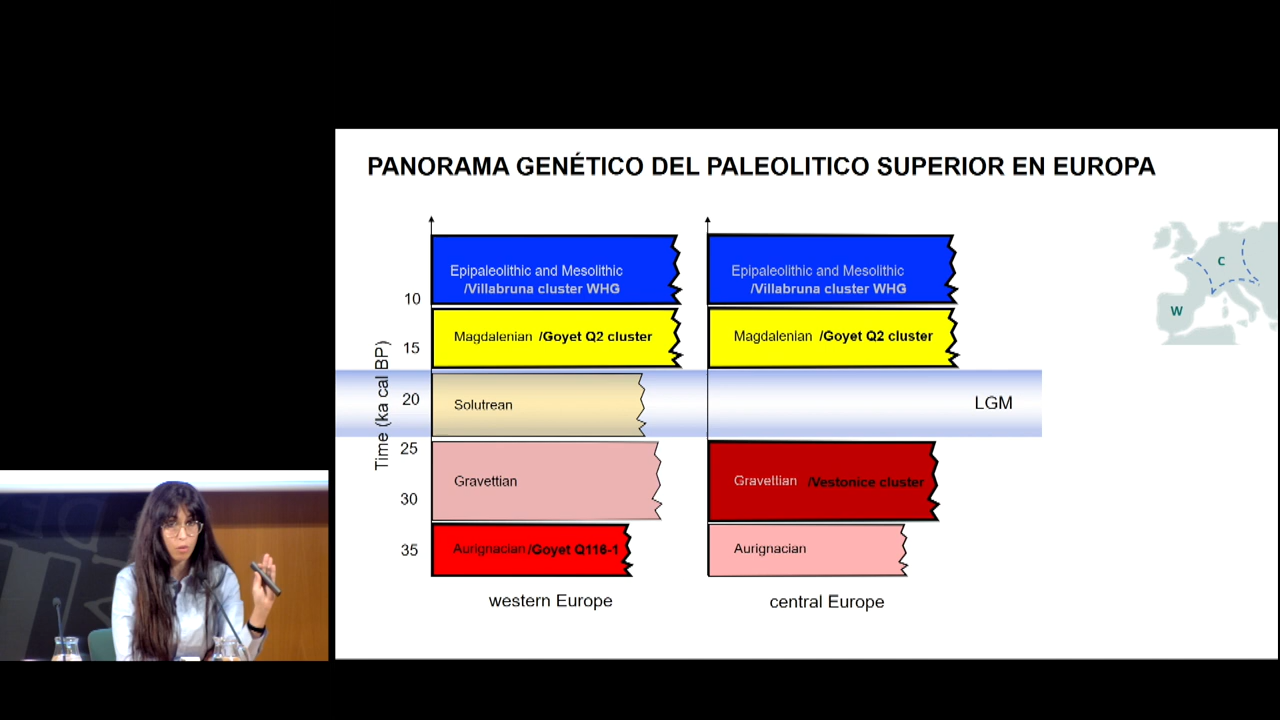 PANORAMA GENÉTICO DEL PALEOLITICO SUPERIOR EN EUROPA
Time (ka cal BP)
10
15
20
25
30
35
Epipaleolithic and Mesolithic
/Villabruna cluster WHG
Magdalenian /Goyet Q2 cluster
Solutrean
Gravettian
Aurignacian/Goyet Q116-1
western Europe
Epipaleolithic and Mesolithic
/Villabruna cluster WHG
Magdalenian /Goyet Q2 cluster
LGM
Gravettian /Vestonice cluster
Aurignacian
central Europe
C
W